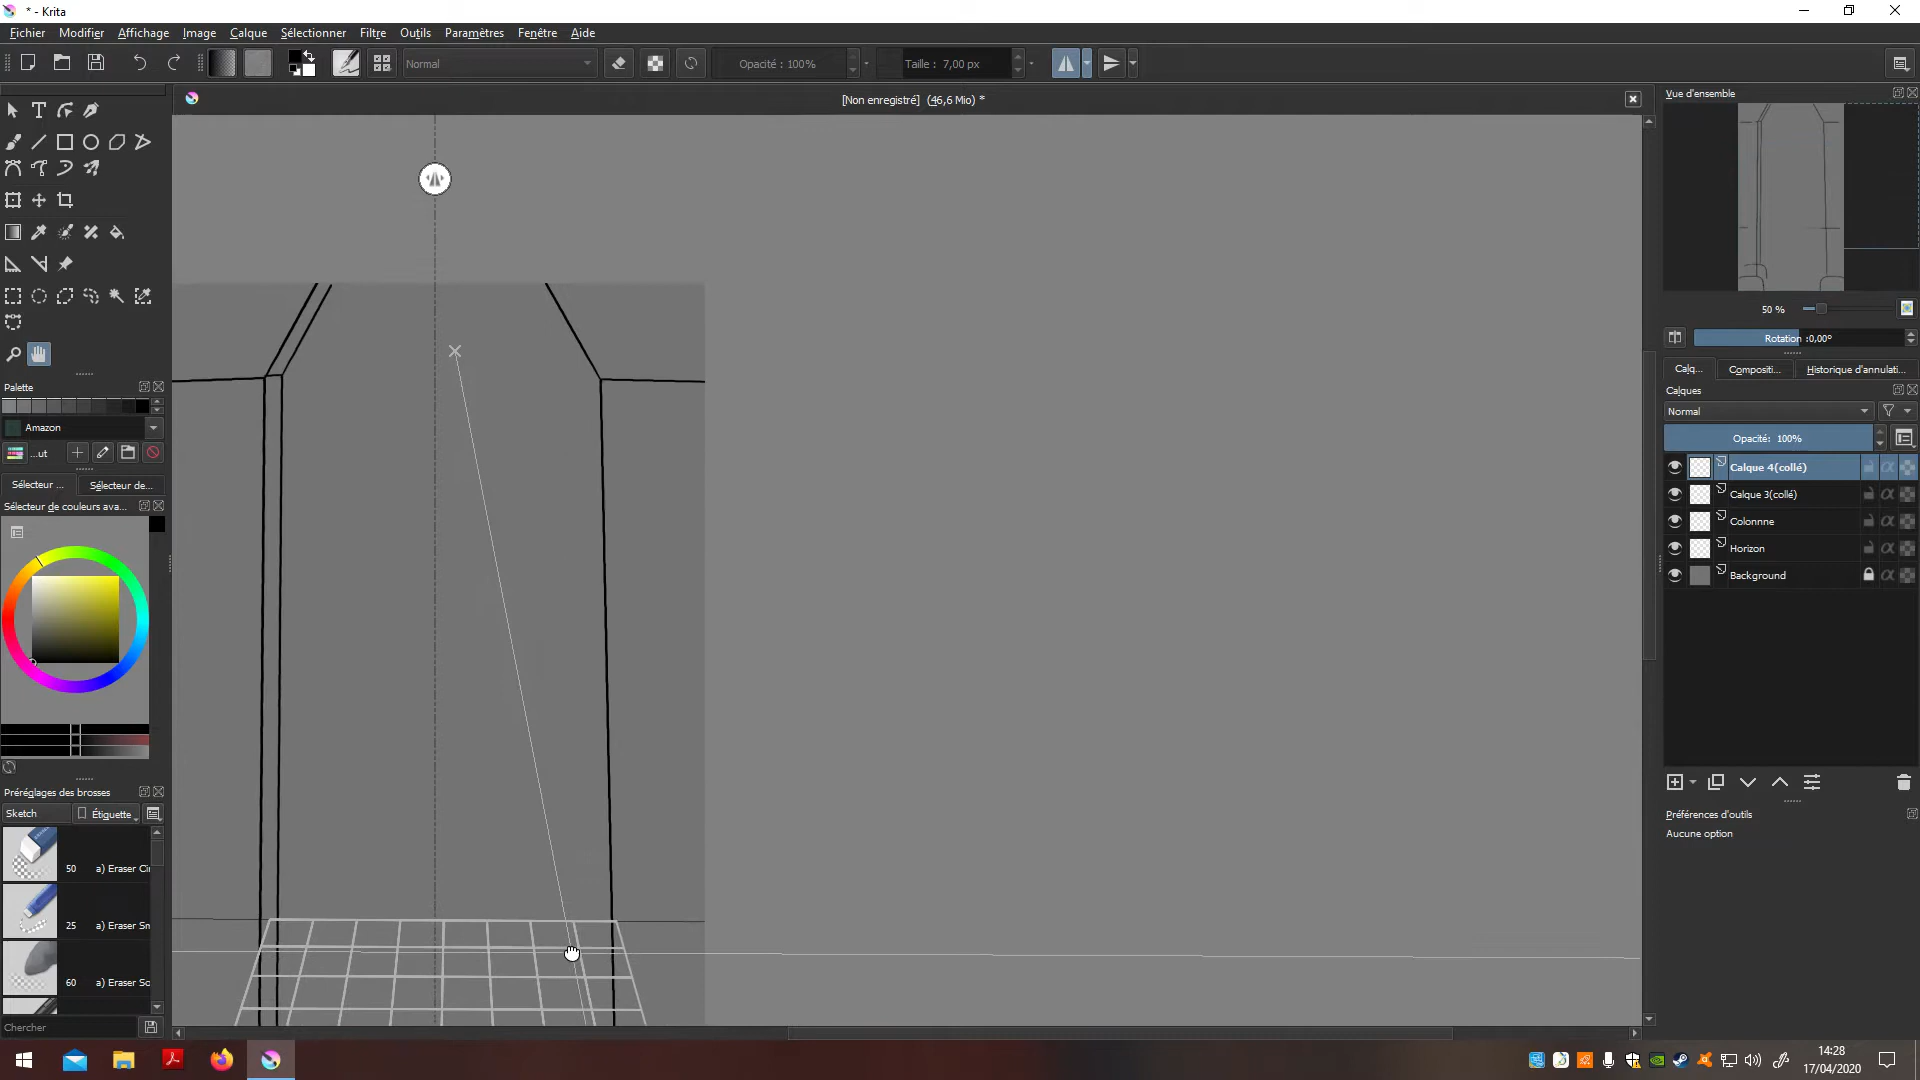 * - Krita
Fichier Modifier Affichage Image Calque Sélectionner Filtre Outils Paramètres Fenêtre Aide
Normal Opacité : 100% Taille : 7,00 px
[Non enregistré] (46,6 Mio) *
Vue d'ensemble
50 %
Rotation :0,00°
Calq... Compositi... Historique d'annulati...
Calques
Normal
Opacité: 100%
Calque 4(collé)
Calque 3(collé)
Colonnne
Horizon
Background
Préférences d'outils
Aucune option
Palette
Amazon
...ut
Sélecteur ... Sélecteur de...
Sélecteur de couleurs ava...
Préréglages des brosses
Sketch Étiquette
50 a) Eraser Ci
25 a) Eraser Sn
60 a) Eraser So
Chercher
14:28
17/04/2020